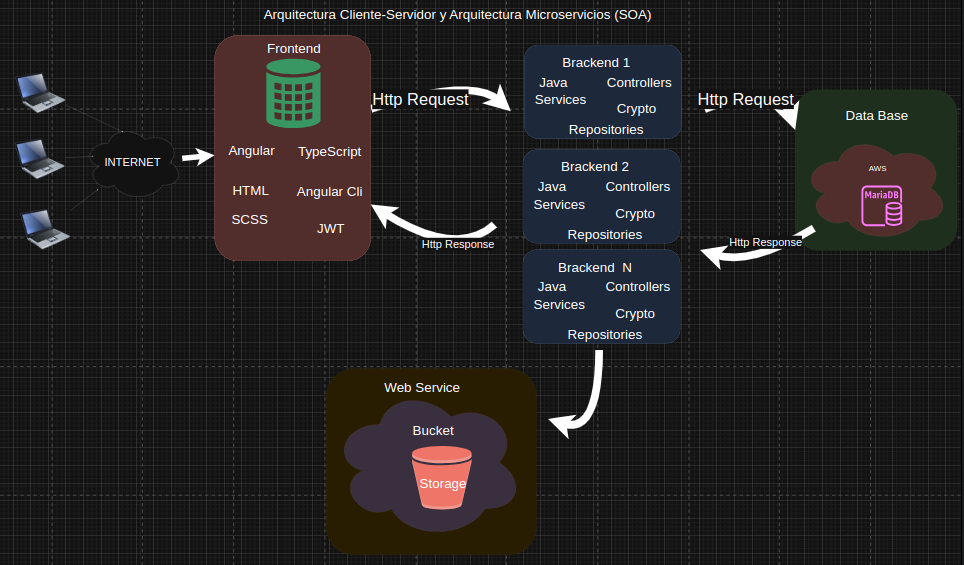 Arquitectura Cliente-Servidor y Arquitectura Microservicios (SOA)
INTERNET
Frontend
Angular
TypeScript
HTML
Angular Cli
SCSS
JWT
Http Request
Http Response
Brackend 1
Java
Controllers
Services
Crypto
Repositories
Brackend 2
Java
Controllers
Services
Crypto
Repositories
Brackend N
Java
Controllers
Services
Crypto
Repositories
Http Request
Http Response
Data Base
AWS
MariaDB
Web Service
Bucket
Storage